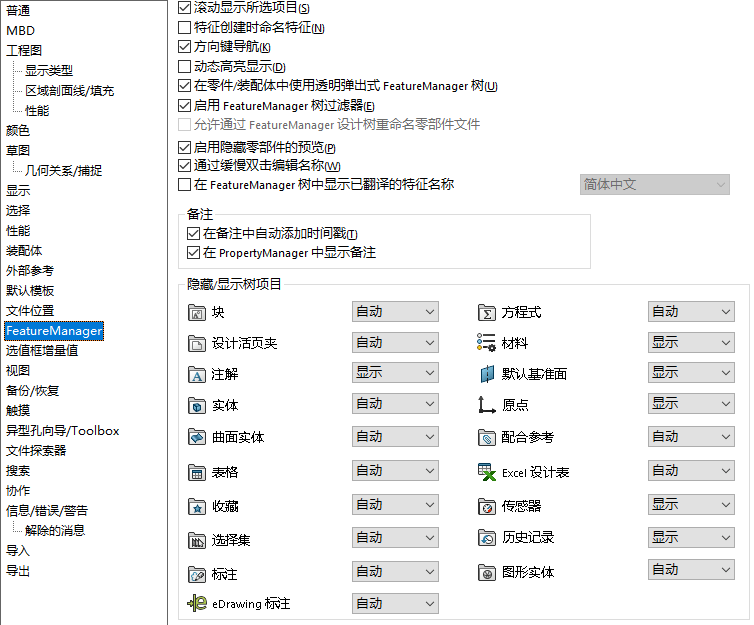 普通
MBD
工程图
显示类型
区域剖面线/填充
性能
颜色
草图
几何关系/捕捉
显示
选择
性能
装配体
外部参考
默认模板
文件位置
FeatureManager
选值框增量值
视图
备份/恢复
触摸
异型孔向导/Toolbox
文件探索器
搜索
协作
信息/错误/警告
解除的消息
导入
导出
滚动显示所选项目(S)
特征创建时命名特征(N)
方向键导航(K)
动态高亮显示(D)
在零件/装配体中使用透明弹出式 FeatureManager 树(U)
启用 FeatureManager 树过滤器(E)
允许通过 FeatureManager 设计树重命名零部件文件
启用隐藏零部件的预览(P)
通过缓慢双击编辑名称(W)
在 FeatureManager 树中显示已翻译的特征名称 简体中文
备注
在备注中自动添加时间戳(T)
在 PropertyManager 中显示备注
隐藏/显示树项目
块 自动 方程式 自动
设计活页夹 自动 材料 显示
注解 显示 默认基准面 显示
实体 自动 原点 显示
曲面实体 自动 配合参考 自动
表格 自动 Excel 设计表 自动
收藏 自动 传感器 显示
选择集 自动 历史记录 显示
标注 自动 图形实体 自动
eDrawing 标注 自动